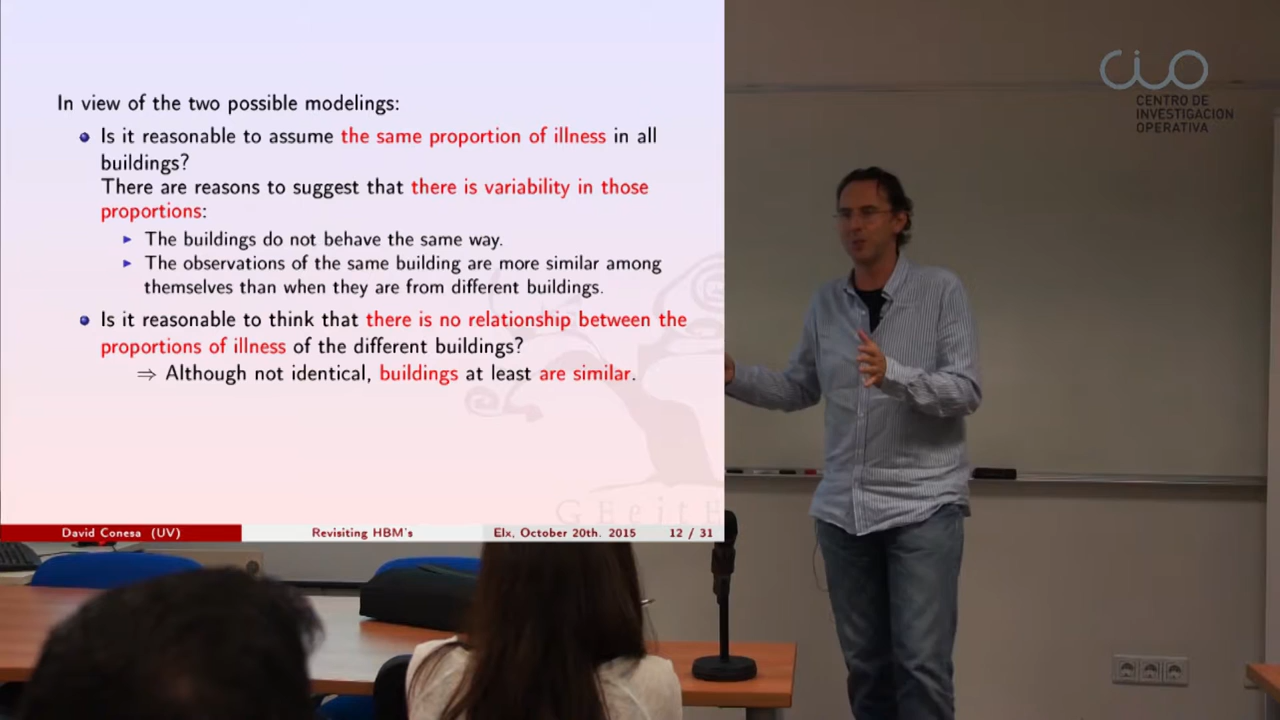 In view of the two possible modelings:
Is it reasonable to assume the same proportion of illness in all
buildings?
There are reasons to suggest that there is variability in those
proportions:
The buildings do not behave the same way.
The observations of the same building are more similar among
themselves than when they are from different buildings.
Is it reasonable to think that there is no relationship between the
proportions of illness of the different buildings?
⇒ Although not identical, buildings at least are similar.
GEeitEma
David Conesa (UV) Revisiting HBM's Elx, October 20th. 2015 12 / 31
CIO
CENTRO DE
INVESTIGACION
OPERATIVA